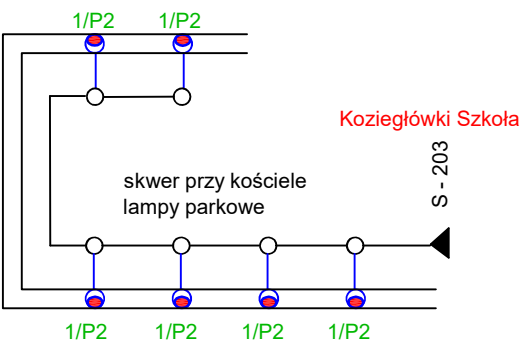 1/P2 1/P2
Koziegłówki Szkoła
S - 203
skwer przy kościele
lampy parkowe
1/P2 1/P2 1/P2 1/P2